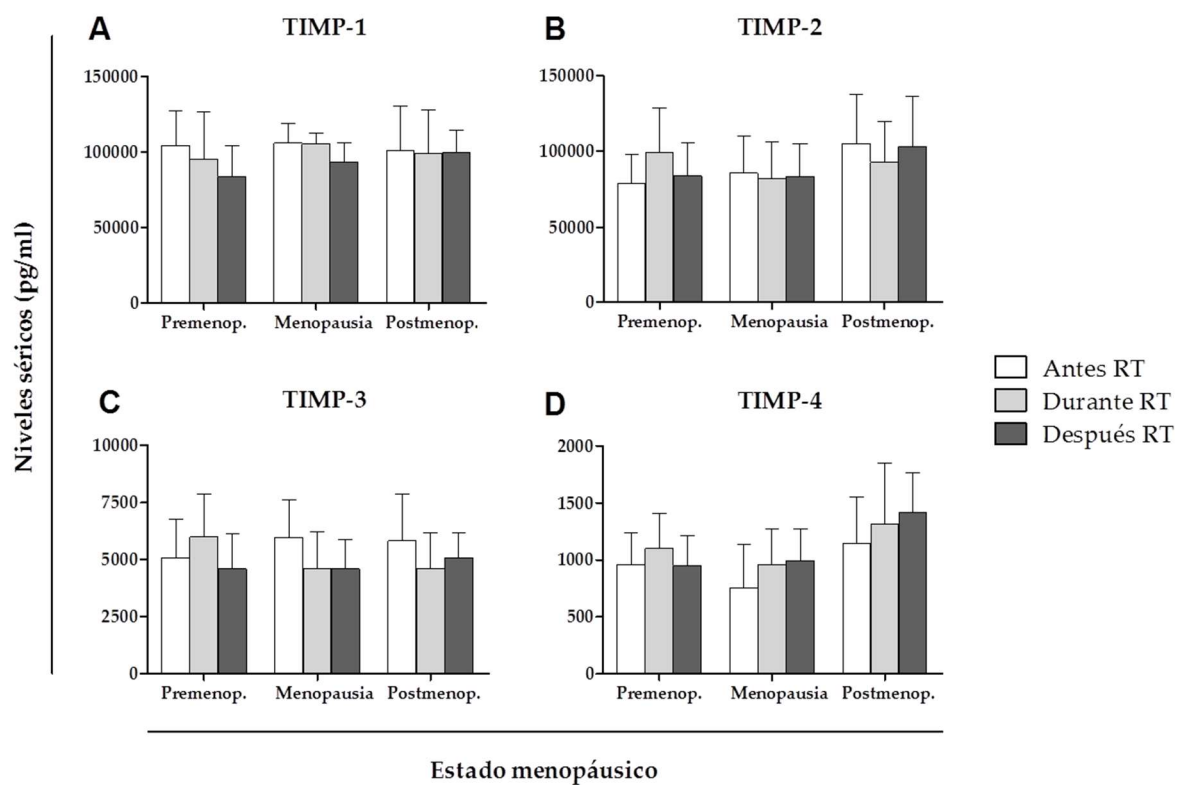 A
TIMP-1
B
TIMP-2
150000
100000
50000
0
Premenop. Menopausia Postmenop.
150000
100000
50000
0
Premenop. Menopausia Postmenop.
C
TIMP-3
D
TIMP-4
10000
7500
5000
2500
0
Premenop. Menopausia Postmenop.
2000
1500
1000
500
0
Premenop. Menopausia Postmenop.
Niveles séricos (pg/ml)
Estado menopáusico
Antes RT
Durante RT
Después RT